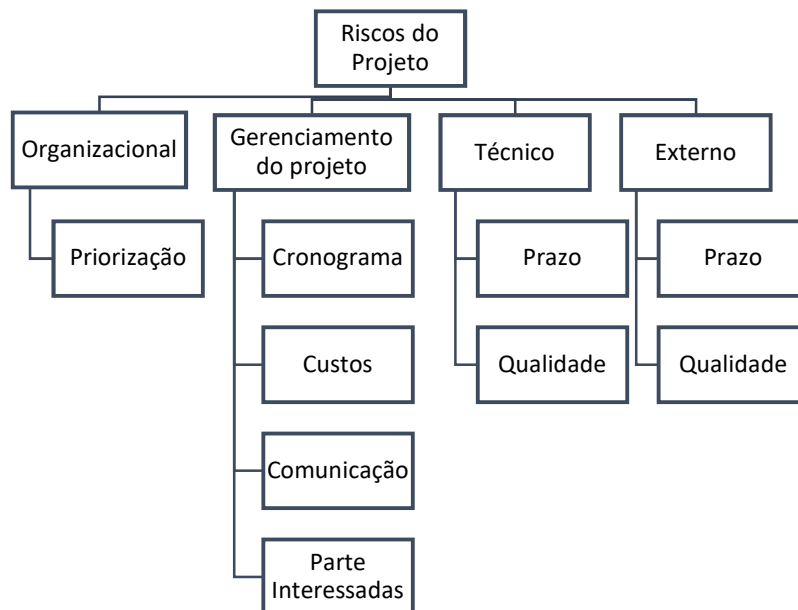 Riscos do
Projeto
Organizacional
Gerenciamento
do projeto
Técnico
Externo
Priorização
Cronograma
Prazo
Prazo
Custos
Qualidade
Qualidade
Comunicação
Parte
Interessadas